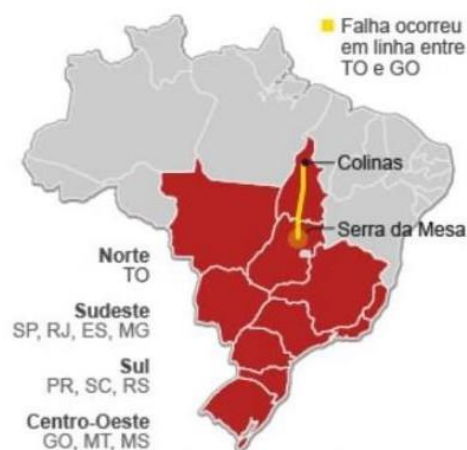 Falha ocorreu
em linha entre
TO e GO
Colinas
Serra da Mesa
Norte
TO
Sudeste
SP, RJ, ES, MG
Sul
PR, SC, RS
Centro-Oeste
GO, MT, MS